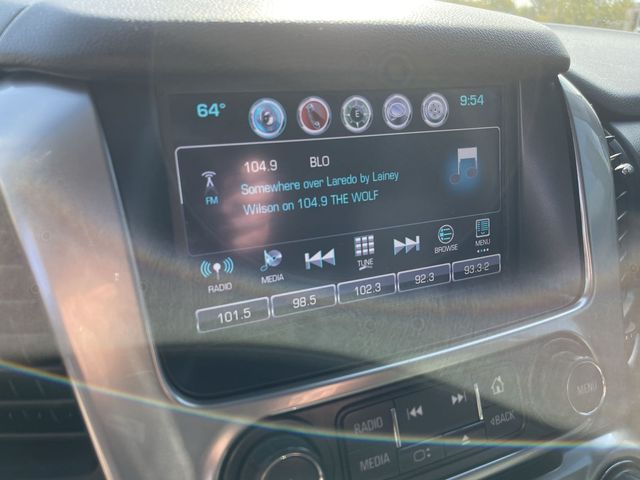 64° E 9:54
104.9 BLO
FM
Somewhere over Laredo by Lainey
Wilson on 104.9 THE WOLF
RADIO MEDIA TUNE BROWSE MENU
101.5 98.5 102.3 92.3 93.3-2
RADIO
MEDIA
BACK
MENU